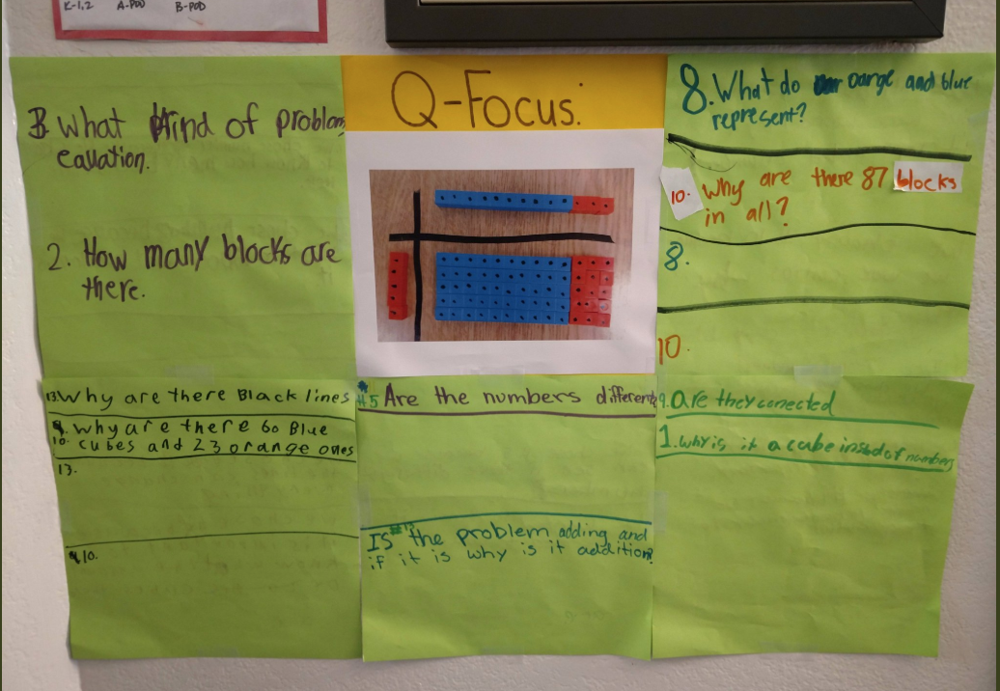 K-1,2 A-POD B-POD
Q-Focus:
3. What kind of problem
eauation.
2. How many blocks are
there.
8. What do oarge and blue
represent?
10. Why are there 87 blocks
in all?
8.
10.
13. Why are there Black lines
9. Why are there 60 Blue
10. cubes and 23 orange ones
13.
9/10.
#5 Are the numbers different
IS #13 the problem adding and
if it is why is it addition?
9. are they conected
1. why is it a cube insdad of numbers